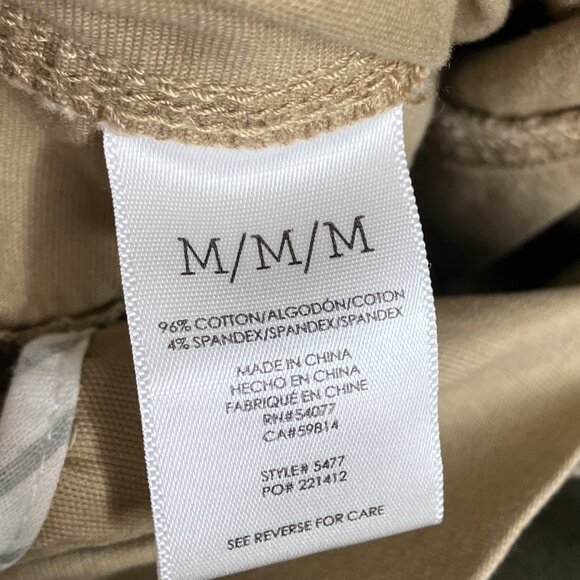 M/M/M
96% COTTON/ALGODÓN/COTON
4% SPANDEX/SPANDEX/SPANDEX
MADE IN CHINA
HECHO EN CHINA
FABRIQUÉ EN CHINE
RN#54077
CA#59814
STYLE# 5477
PO# 221412
SEE REVERSE FOR CARE